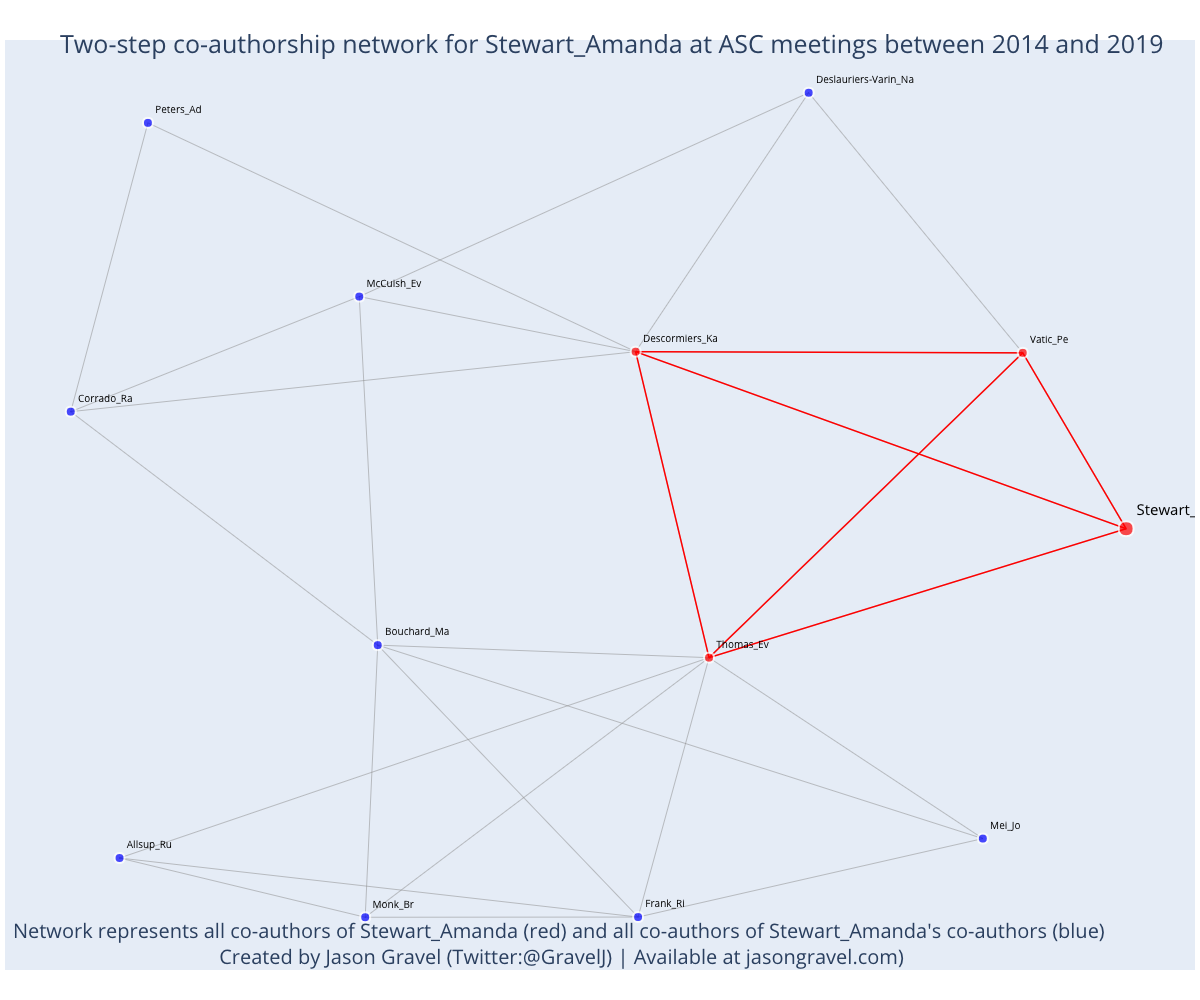 Two-step co-authorship network for Stewart_Amanda at ASC meetings between 2014 and 2019
Deslauriers-Varin_Na
Peters_Ad
McCuish_Ev
Descormiers_Ka
Vatic_Pe
Corrado_Ra
Stewart_
Bouchard_Ma
Thomas_Ev
Mei_Jo
Allsup_Ru
Monk_Br
Frank_Ri
Network represents all co-authors of Stewart_Amanda (red) and all co-authors of Stewart_Amanda's co-authors (blue)
Created by Jason Gravel (Twitter:@GravelJ) | Available at jasongravel.com)